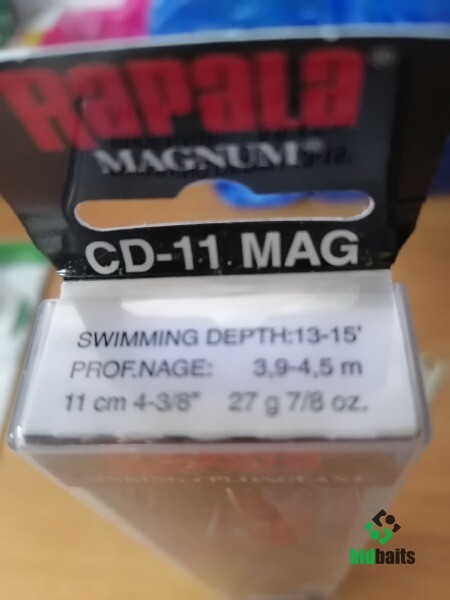 RAPALA®
MAGNUM®
CD-11 MAG
SWIMMING DEPTH:13-15'
PROF.NAGE: 3,9-4,5 m
11 cm 4-3/8" 27 g 7/8 oz.
RAPALA
bidbaits